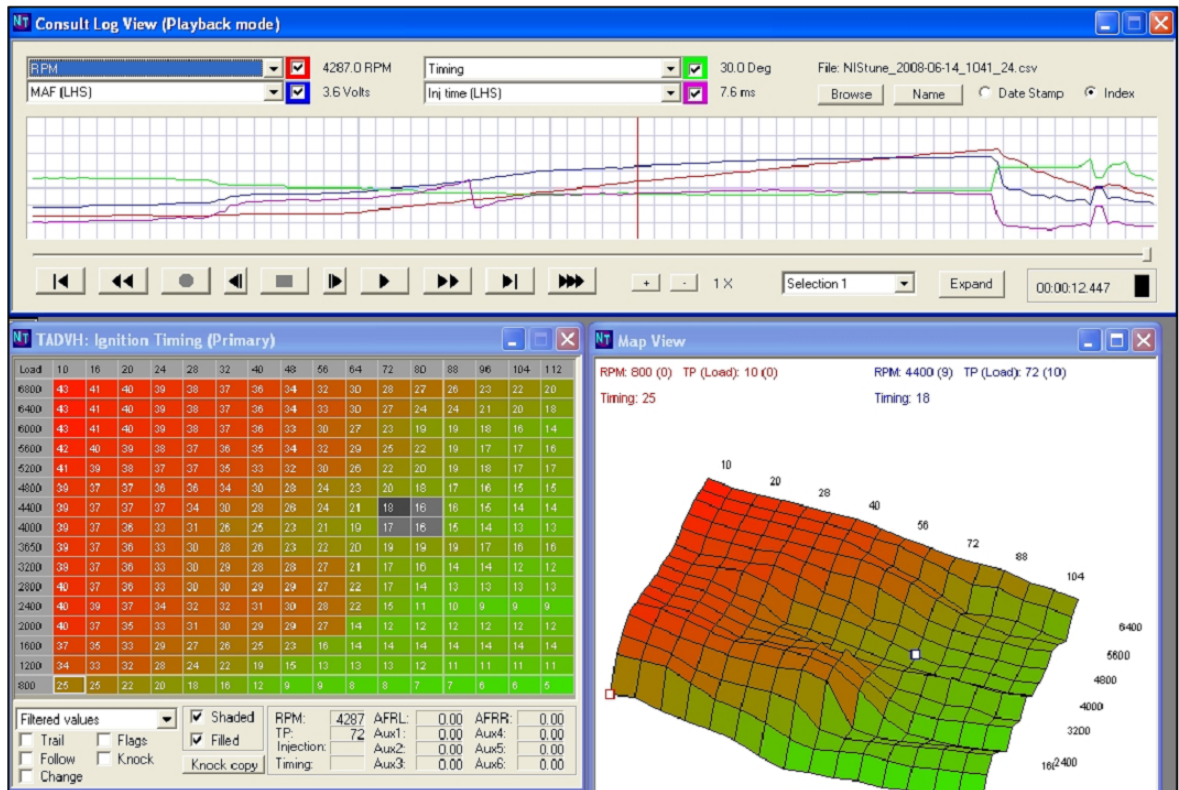 NT Consult Log View (Playback mode)
RPM 4287.0 RPM Timing 30.0 Deg File: NIStune_2008-06-14_1041_24.csv
MAF (LHS) 3.6 Volts Inj time (LHS) 7.6 ms Browse Name Date Stamp Index
+ - 1 X Selection 1 Expand 00:00:12.447
NT TADVH: Ignition Timing (Primary)
Load 10 16 20 24 28 32 40 48 56 64 72 80 88 96 104 112
6800 43 41 40 39 38 37 36 34 32 30 28 27 26 23 22 20
6400 43 41 40 39 38 37 36 34 33 30 27 24 24 21 20 18
6000 43 41 40 39 38 37 36 33 30 27 23 19 19 18 16 14
5600 42 40 39 38 37 36 35 34 32 29 25 22 19 17 17 16
5200 41 39 38 37 37 35 33 32 30 26 22 20 19 18 17 17
4800 39 37 37 36 36 34 30 28 24 23 20 18 17 16 15 15
4400 39 37 37 37 37 34 30 28 26 24 21 18 16 16 15 14 14
4000 39 37 36 33 31 26 25 23 21 19 17 16 15 14 13 13
3650 39 37 36 33 30 28 26 23 22 20 19 19 19 17 16 16
3200 39 37 36 33 30 29 28 28 27 21 17 16 14 14 12 12
2800 40 37 36 33 30 30 29 29 27 22 17 14 13 13 13 13
2400 40 39 37 34 32 32 31 30 28 22 15 11 10 9 9 9
2000 40 37 35 33 31 30 29 29 27 14 12 12 12 12 12 12
1600 37 35 33 29 27 26 25 23 16 14 14 14 14 14 14 14
1200 34 33 32 28 24 22 19 15 13 13 13 12 11 11 11 11
800 25 25 22 20 18 16 12 9 9 8 8 7 7 6 6 5
Filtered values Shaded RPM: 4287 AFRL: 0.00 AFRR: 0.00
Trail Flags Filled TP: 72 Aux1: 0.00 Aux4: 0.00
Follow Knock Injection: Aux2: 0.00 Aux5: 0.00
Change Knock copy Timing: Aux3: 0.00 Aux6: 0.00
NT Map View
RPM: 800 (0) TP (Load): 10 (0) RPM: 4400 (9) TP (Load): 72 (10)
Timing: 25 Timing: 18
10
20
28
40
56
72
88
104
6400
5600
4800
4000
3200
2400